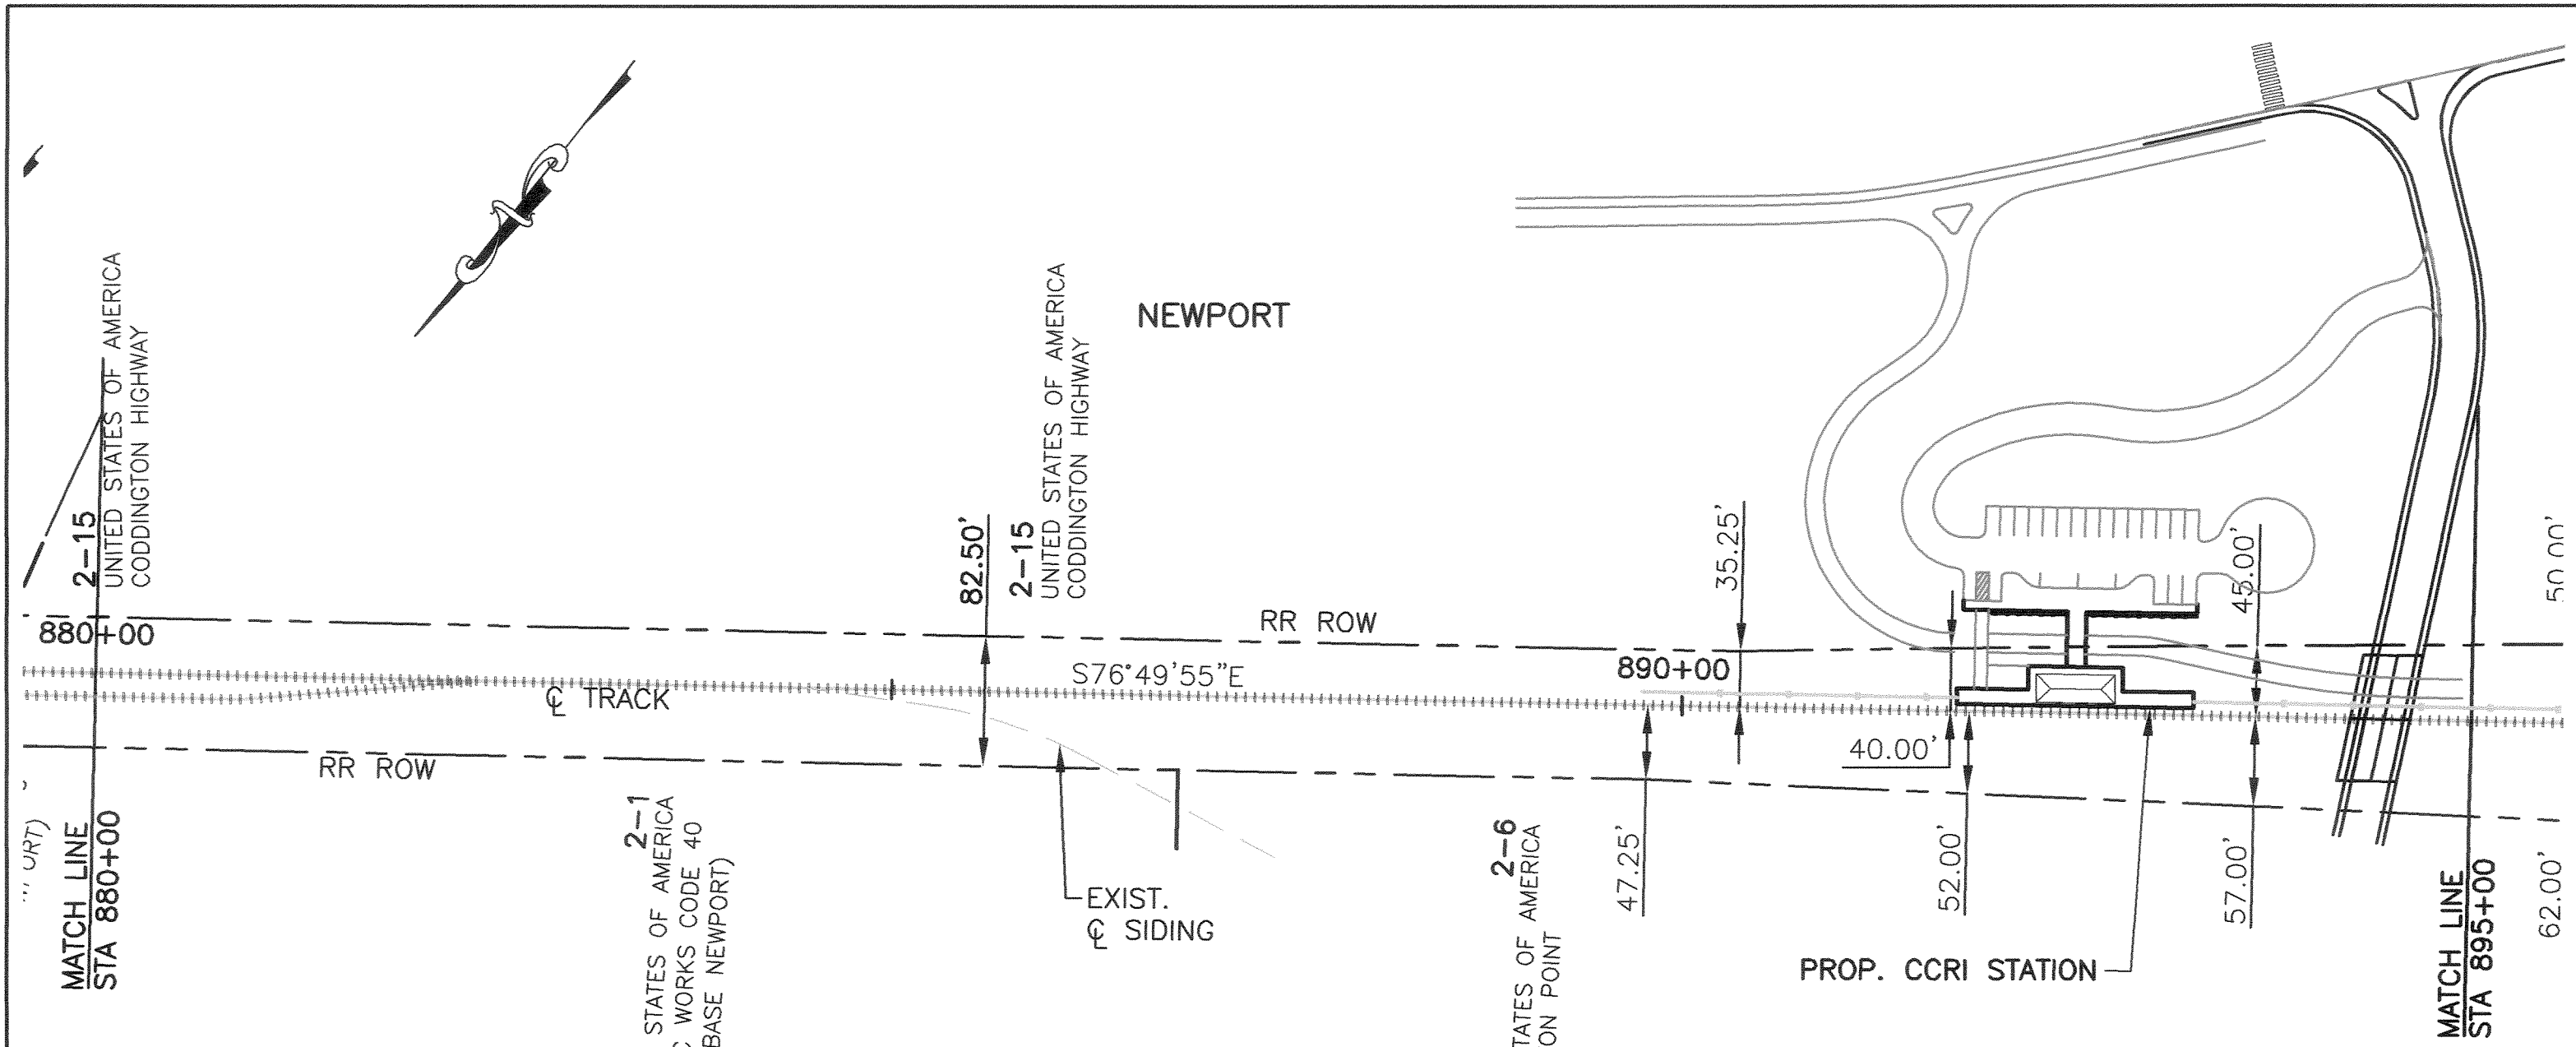 2-15
UNITED STATES OF AMERICA
CODDINGTON HIGHWAY
NEWPORT
82.50'
2-15
UNITED STATES OF AMERICA
CODDINGTON HIGHWAY
35.25'
45.00'
50.00'
880+00
RR ROW
890+00
S76°49'55"E
℄ TRACK
40.00'
RR ROW
MATCH LINE
STA 880+00
2-1
STATES OF AMERICA
C WORKS CODE 40
BASE NEWPORT)
EXIST.
℄ SIDING
2-6
TATES OF AMERICA
ON POINT
47.25'
52.00'
57.00'
PROP. CCRI STATION
MATCH LINE
STA 895+00
62.00'